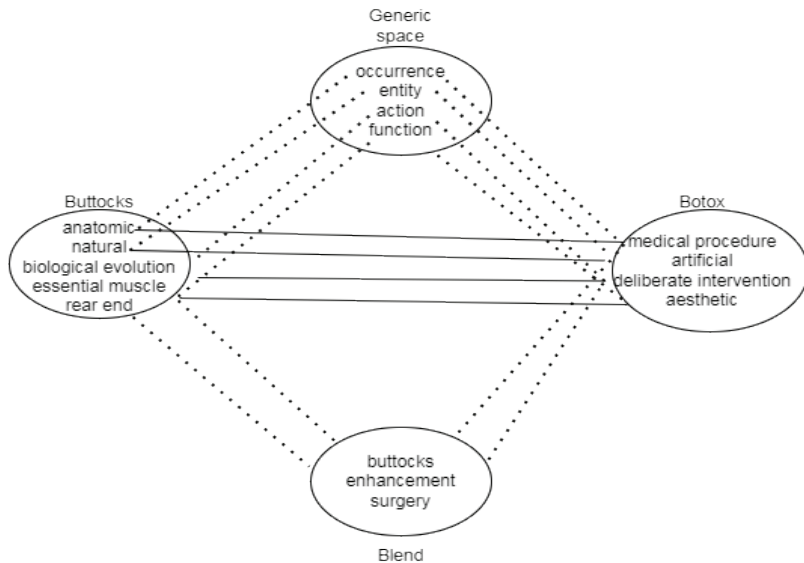 Generic
space
occurrence
entity
action
function
Buttocks
anatomic
natural
biological evolution
essential muscle
rear end
Botox
medical procedure
artificial
deliberate intervention
aesthetic
buttocks
enhancement
surgery
Blend